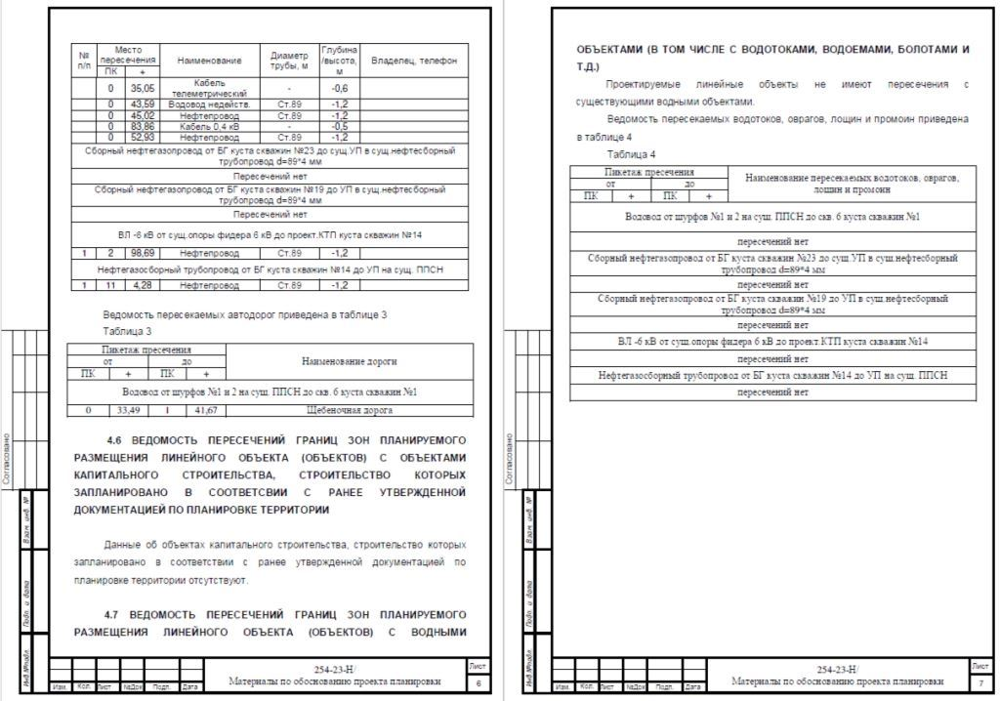 № п/п Место пересечения Наименование Диаметр трубы, м Глубина /высота, м Владелец, телефон
ПК +
0 35,05 Кабель телеметрический - -0,6
0 43,59 Водовод недейств. Ст.89 -1,2
0 45,02 Нефтепровод Ст.89 -1,2
0 83,86 Кабель 0,4 кВ - -0,5
0 52,93 Нефтепровод Ст.89 -1,2
Сборный нефтегазопровод от БГ куста скважин №23 до сущ.УП в сущ.нефтесборный
трубопровод d=89*4 мм
Пересечений нет
Сборный нефтегазопровод от БГ куста скважин №19 до УП в сущ.нефтесборный
трубопровод d=89*4 мм
Пересечений нет
ВЛ -6 кВ от сущ.опоры фидера 6 кВ до проект.КТП куста скважин №14
1 2 98,69 Нефтепровод Ст.89 -1,2
Нефтегазосборный трубопровод от БГ куста скважин №14 до УП на сущ. ППСН
1 11 4,28 Нефтепровод Ст.89 -1,2
Ведомость пересекаемых автодорог приведена в таблице 3
Таблица 3
Пикетаж пресечения Наименование дороги
от до
ПК + ПК +
Водовод от шурфов №1 и 2 на сущ. ППСН до скв. 6 куста скважин №1
0 33,49 1 41,67 Щебеночная дорога
4.6 ВЕДОМОСТЬ ПЕРЕСЕЧЕНИЙ ГРАНИЦ ЗОН ПЛАНИРУЕМОГО
РАЗМЕЩЕНИЯ ЛИНЕЙНОГО ОБЪЕКТА (ОБЪЕКТОВ) С ОБЪЕКТАМИ
КАПИТАЛЬНОГО СТРОИТЕЛЬСТВА, СТРОИТЕЛЬСТВО КОТОРЫХ
ЗАПЛАНИРОВАНО В СООТВЕТСВИИ С РАНЕЕ УТВЕРЖДЕННОЙ
ДОКУМЕНТАЦИЕЙ ПО ПЛАНИРОВКЕ ТЕРРИТОРИИ
Данные об объектах капитального строительства, строительство которых
запланировано в соответствии с ранее утвержденной документацией по
планировке территории отсутствуют.
4.7 ВЕДОМОСТЬ ПЕРЕСЕЧЕНИЙ ГРАНИЦ ЗОН ПЛАНИРУЕМОГО
РАЗМЕЩЕНИЯ ЛИНЕЙНОГО ОБЪЕКТА (ОБЪЕКТОВ) С ВОДНЫМИ
Согласовано
Взам. инв. №
Подп. и дата
Инв.№подл.
Изм. Кол. Лист №Док Подп. Дата
254-23-Н/
Материалы по обоснованию проекта планировки
Лист
6
ОБЪЕКТАМИ (В ТОМ ЧИСЛЕ С ВОДОТОКАМИ, ВОДОЕМАМИ, БОЛОТАМИ И
Т.Д.)
Проектируемые линейные объекты не имеют пересечения с
существующими водными объектами.
Ведомость пересекаемых водотоков, оврагов, лощин и промоин приведена
в таблице 4
Таблица 4
Пикетаж пресечения Наименование пересекаемых водотоков, оврагов, лощин и промоин
от до
ПК + ПК +
Водовод от шурфов №1 и 2 на сущ. ППСН до скв. 6 куста скважин №1
пересечений нет
Сборный нефтегазопровод от БГ куста скважин №23 до сущ.УП в сущ.нефтесборный
трубопровод d=89*4 мм
пересечений нет
Сборный нефтегазопровод от БГ куста скважин №19 до УП в сущ.нефтесборный
трубопровод d=89*4 мм
пересечений нет
ВЛ -6 кВ от сущ.опоры фидера 6 кВ до проект.КТП куста скважин №14
пересечений нет
Нефтегазосборный трубопровод от БГ куста скважин №14 до УП на сущ. ППСН
пересечений нет
Согласовано
Взам. инв. №
Подп. и дата
Инв.№подл.
Изм. Кол. Лист №Док Подп. Дата
254-23-Н/
Материалы по обоснованию проекта планировки
Лист
7